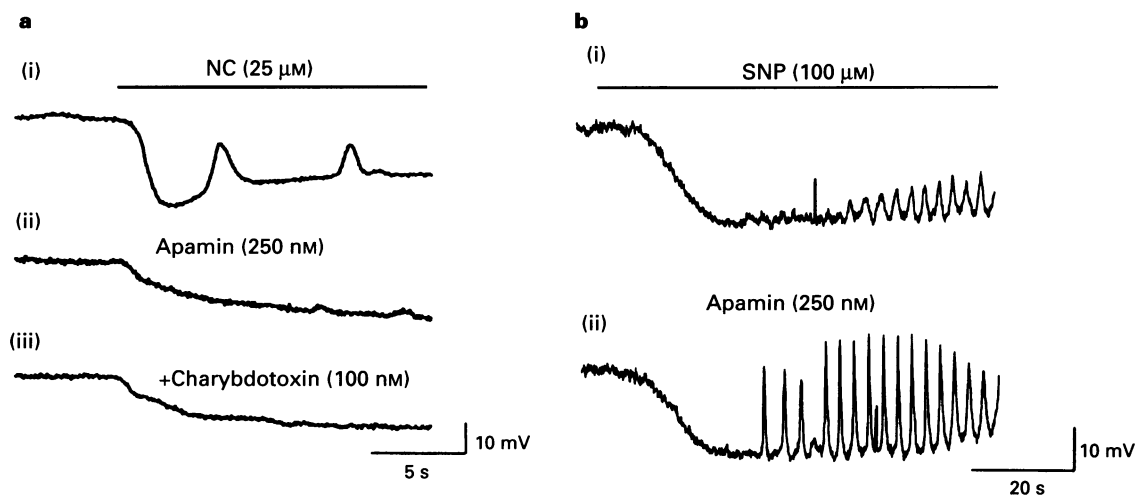 a
(i)
NC (25 μM)
(ii)
Apamin (250 nM)
(iii)
+Charybdotoxin (100 nM)
10 mV
5 s
b
(i)
SNP (100 μM)
Apamin (250 nM)
(ii)
10 mV
20 s